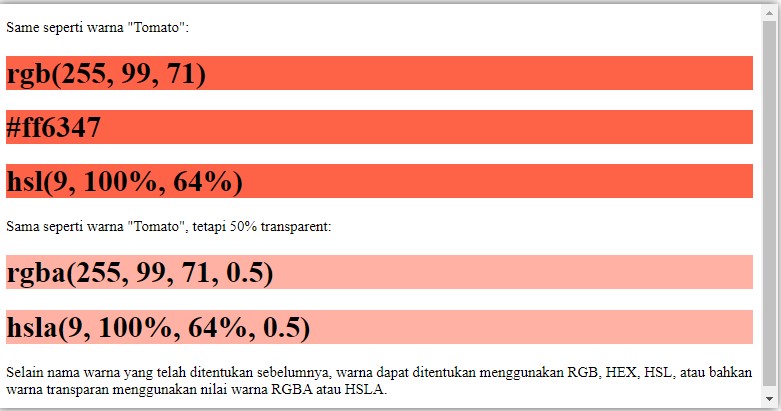 Same seperti warna "Tomato":
rgb(255, 99, 71)
#ff6347
hsl(9, 100%, 64%)
Sama seperti warna "Tomato", tetapi 50% transparent:
rgba(255, 99, 71, 0.5)
hsla(9, 100%, 64%, 0.5)
Selain nama warna yang telah ditentukan sebelumnya, warna dapat ditentukan menggunakan RGB, HEX, HSL, atau bahkan
warna transparan menggunakan nilai warna RGBA atau HSLA.